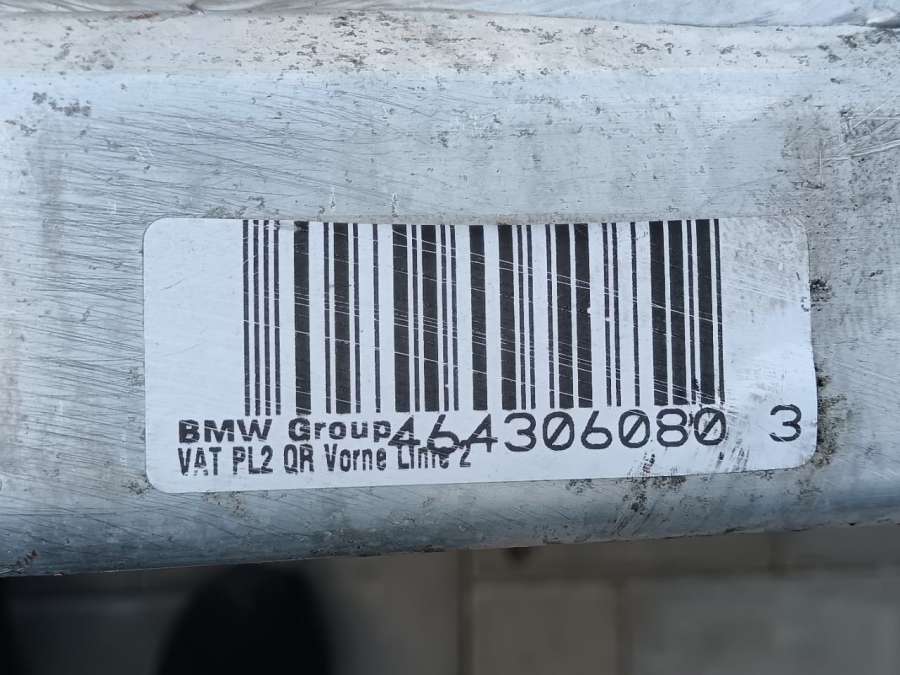 BMW Group 464306080 3
VAT PL2 QR Vorne Linie 2